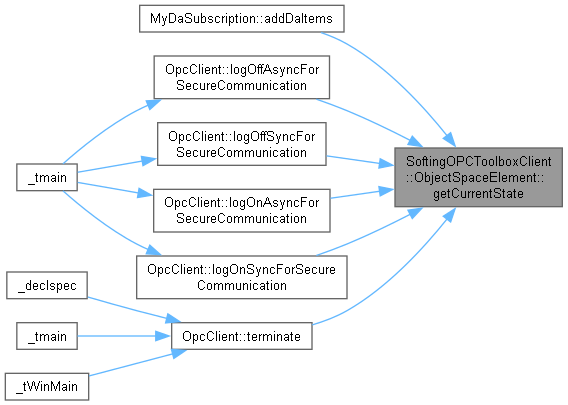 MyDaSubscription::addDaItems
OpcClient::logOffAsyncFor
SecureCommunication
OpcClient::logOffSyncFor
SecureCommunication
SoftingOPCToolboxClient
::ObjectSpaceElement::
getCurrentState
_tmain
OpcClient::logOnAsyncFor
SecureCommunication
OpcClient::logOnSyncForSecure
Communication
_declspec
_tmain
OpcClient::terminate
_tWinMain